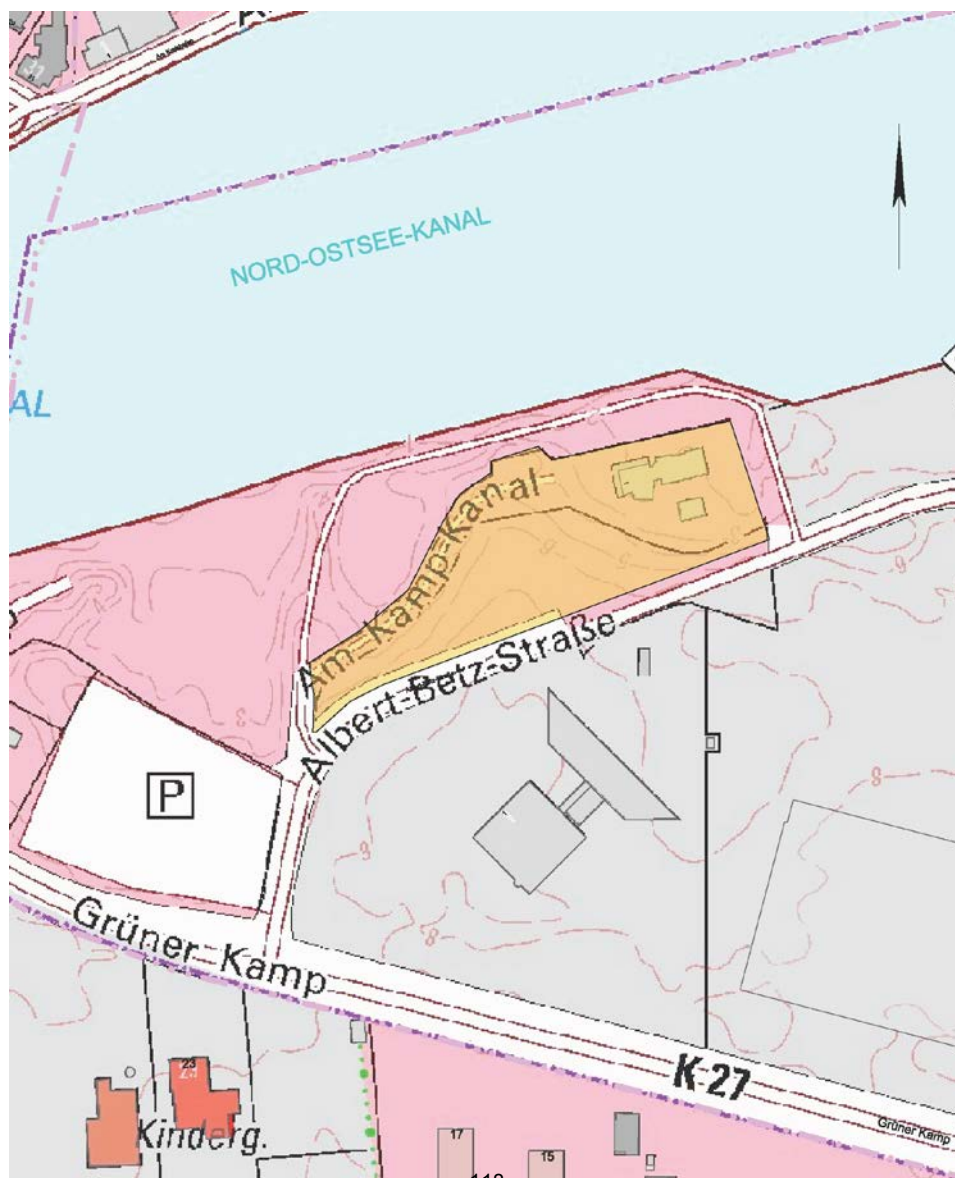 NORD-OSTSEE-KANAL
AL
Am Kamp-Kanal
Albert-Betz-Straße
P
Grüner Kamp
K 27
23
Kinderg.
17
15
Grüner Kamp